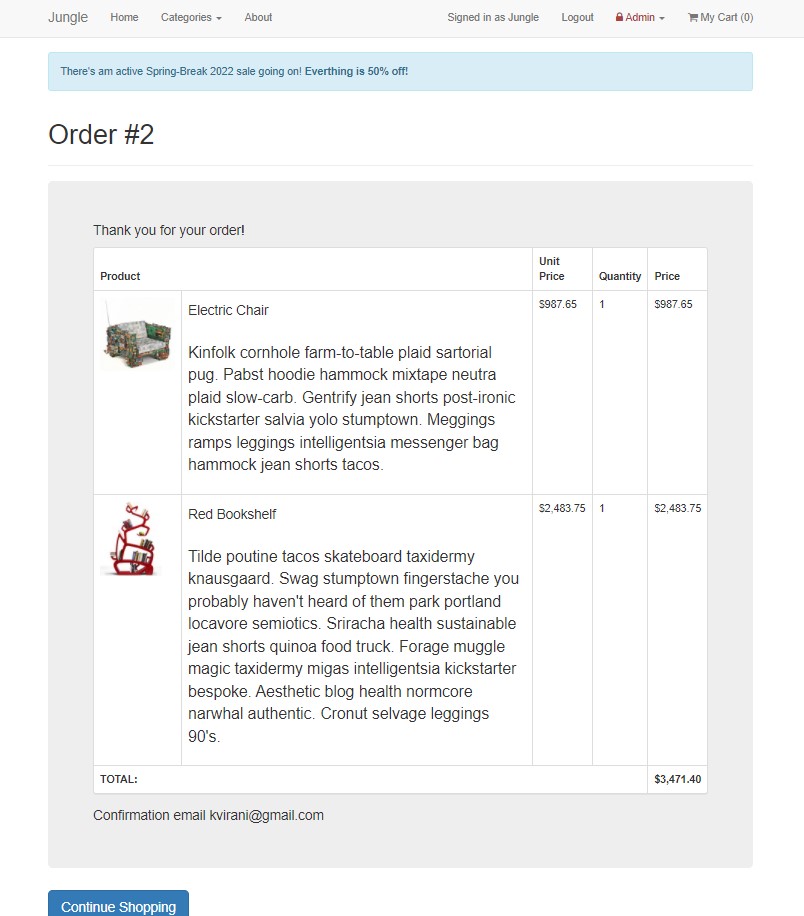 Jungle Home Categories About Signed in as Jungle Logout Admin My Cart (0)
There's am active Spring-Break 2022 sale going on! Everthing is 50% off!
Order #2
Thank you for your order!
Product Unit Price Quantity Price
Electric Chair $987.65 1 $987.65
Kinfolk cornhole farm-to-table plaid sartorial
pug. Pabst hoodie hammock mixtape neutra
plaid slow-carb. Gentrify jean shorts post-ironic
kickstarter salvia yolo stumptown. Meggings
ramps leggings intelligentsia messenger bag
hammock jean shorts tacos.
Red Bookshelf $2,483.75 1 $2,483.75
Tilde poutine tacos skateboard taxidermy
knausgaard. Swag stumptown fingerstache you
probably haven't heard of them park portland
locavore semiotics. Sriracha health sustainable
jean shorts quinoa food truck. Forage muggle
magic taxidermy migas intelligentsia kickstarter
bespoke. Aesthetic blog health normcore
narwhal authentic. Cronut selvage leggings
90's.
TOTAL: $3,471.40
Confirmation email kvirani@gmail.com
Continue Shopping